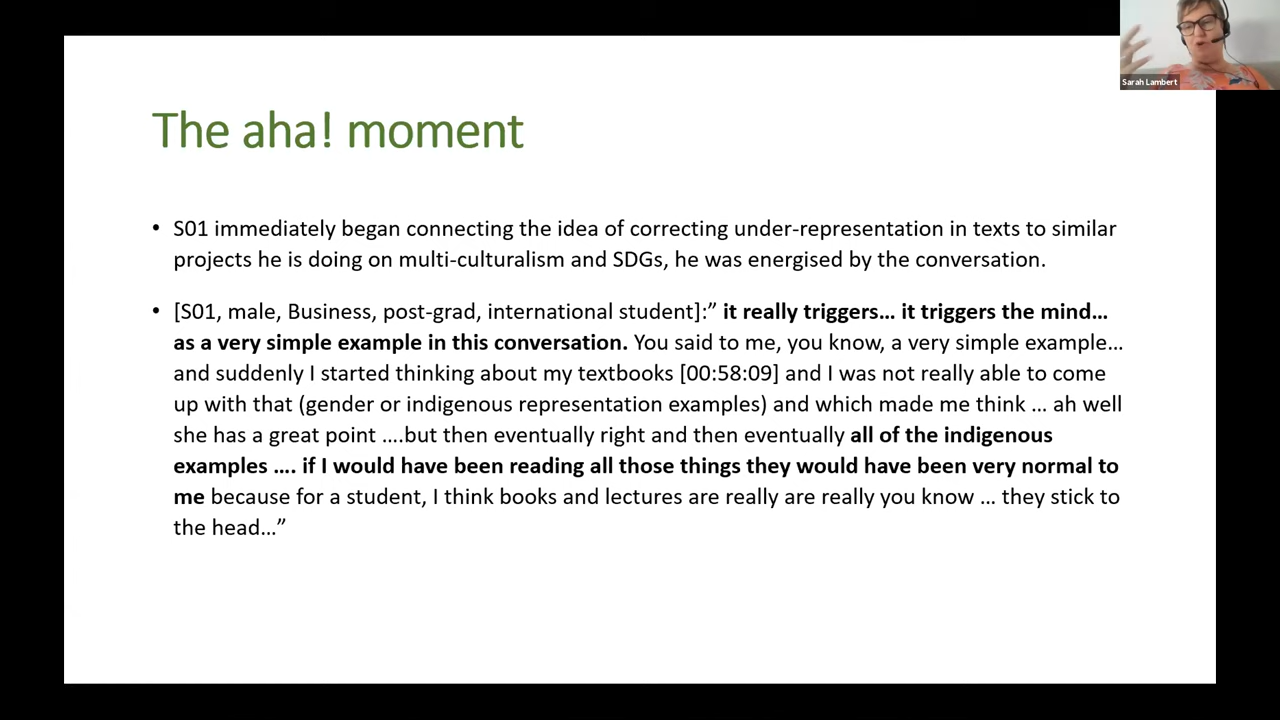 Sarah Lambert
The aha! moment
• S01 immediately began connecting the idea of correcting under-representation in texts to similar
projects he is doing on multi-culturalism and SDGs, he was energised by the conversation.
• [S01, male, Business, post-grad, international student]:” it really triggers… it triggers the mind…
as a very simple example in this conversation. You said to me, you know, a very simple example…
and suddenly I started thinking about my textbooks [00:58:09] and I was not really able to come
up with that (gender or indigenous representation examples) and which made me think … ah well
she has a great point ….but then eventually right and then eventually all of the indigenous
examples …. if I would have been reading all those things they would have been very normal to
me because for a student, I think books and lectures are really are really you know … they stick to
the head…”